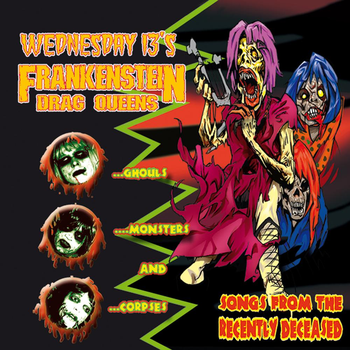 WEDNESDAY 13'S
FRANKENSTEIN
DRAG QUEENS
...GHOULS
....MONSTERS
AND
...CORPSES
SONGS FROM THE
RECENTLY DECEASED